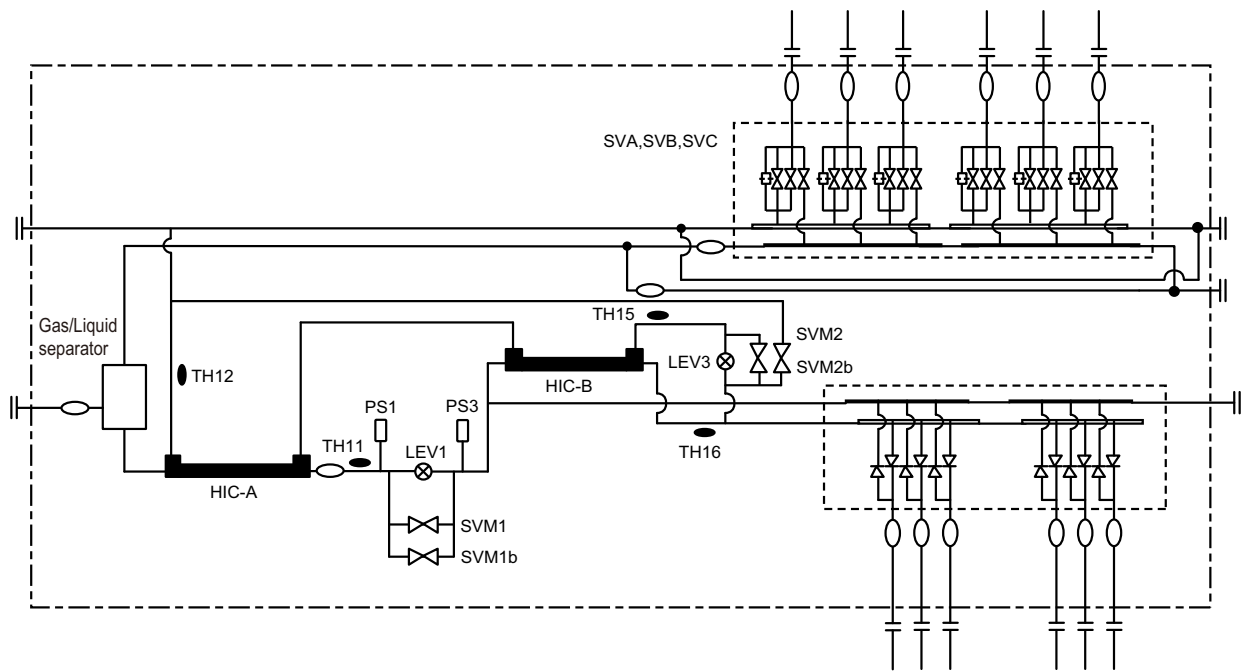 SVA,SVB,SVC
Gas/Liquid
separator
TH15
SVM2
LEV3
SVM2b
TH12
HIC-B
PS1
PS3
TH11
LEV1
TH16
HIC-A
SVM1
SVM1b